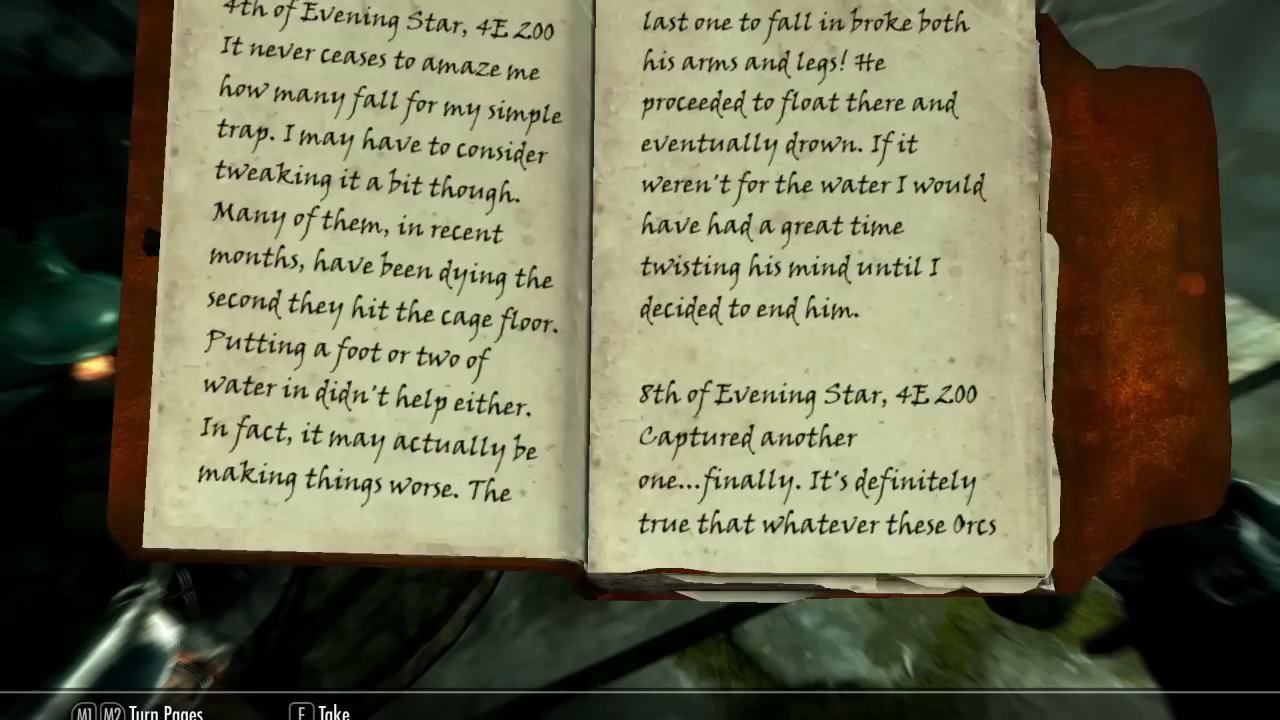 4th of Evening Star, 4E 200
It never ceases to amaze me
how many fall for my simple
trap. I may have to consider
tweaking it a bit though.
Many of them, in recent
months, have been dying the
second they hit the cage floor.
Putting a foot or two of
water in didn't help either.
In fact, it may actually be
making things worse. The
last one to fall in broke both
his arms and legs! He
proceeded to float there and
eventually drown. If it
weren't for the water I would
have had a great time
twisting his mind until I
decided to end him.
8th of Evening Star, 4E 200
Captured another
one...finally. It's definitely
true that whatever these Orcs
M1 M2 Turn Pages
E Take